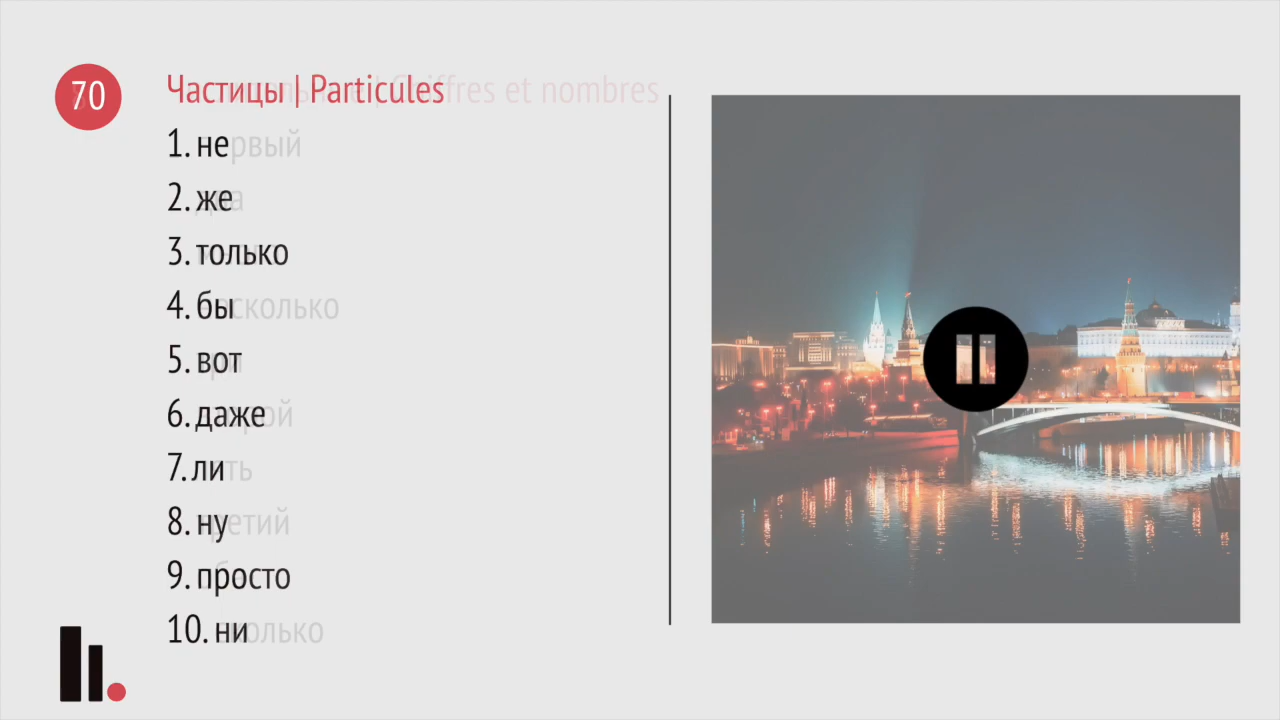 70
Частицы | Particules
1. не
2. же
3. только
4. бы
5. вот
6. даже
7. ли
8. ну
9. просто
10. ни